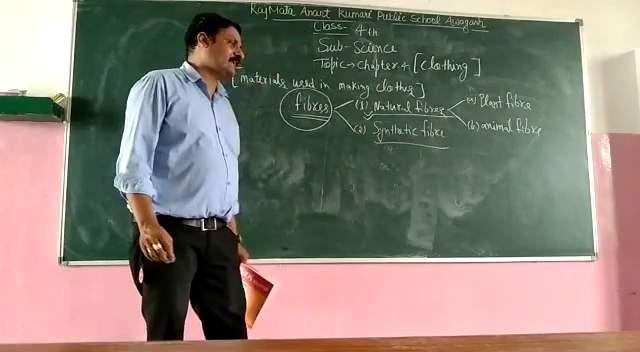 RajMata Anant Kumari Public School Awagarh
Class- 4th
Sub- Science
Topic → Chapter 4 [Clothing]
[materials used in making clothes]
fibres
(1) Natural fibres
(a) Plant fibre
(2) Synthetic fibre
(b) animal fibre